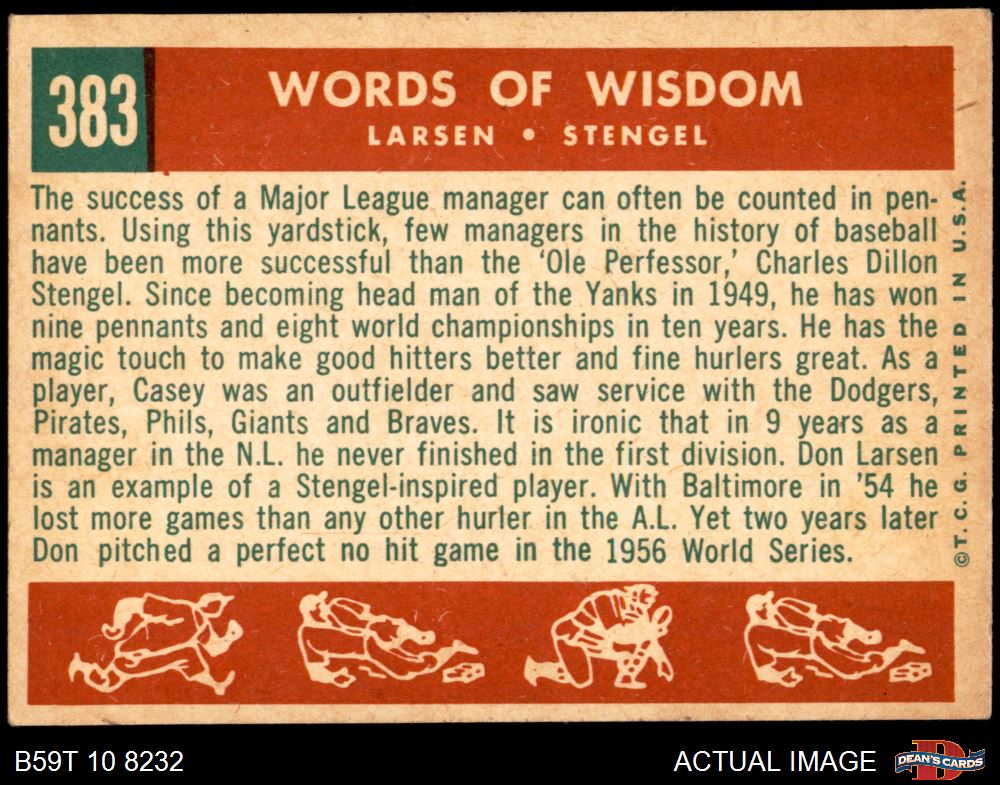 383
WORDS OF WISDOM
LARSEN • STENGEL
The success of a Major League manager can often be counted in pen-
nants. Using this yardstick, few managers in the history of baseball
have been more successful than the 'Ole Perfessor,' Charles Dillon
Stengel. Since becoming head man of the Yanks in 1949, he has won
nine pennants and eight world championships in ten years. He has the
magic touch to make good hitters better and fine hurlers great. As a
player, Casey was an outfielder and saw service with the Dodgers,
Pirates, Phils, Giants and Braves. It is ironic that in 9 years as a
manager in the N.L. he never finished in the first division. Don Larsen
is an example of a Stengel-inspired player. With Baltimore in '54 he
lost more games than any other hurler in the A.L. Yet two years later
Don pitched a perfect no hit game in the 1956 World Series.
©T.C.G. PRINTED IN U.S.A.
B59T 10 8232
ACTUAL IMAGE
D
DEAN'S CARDS